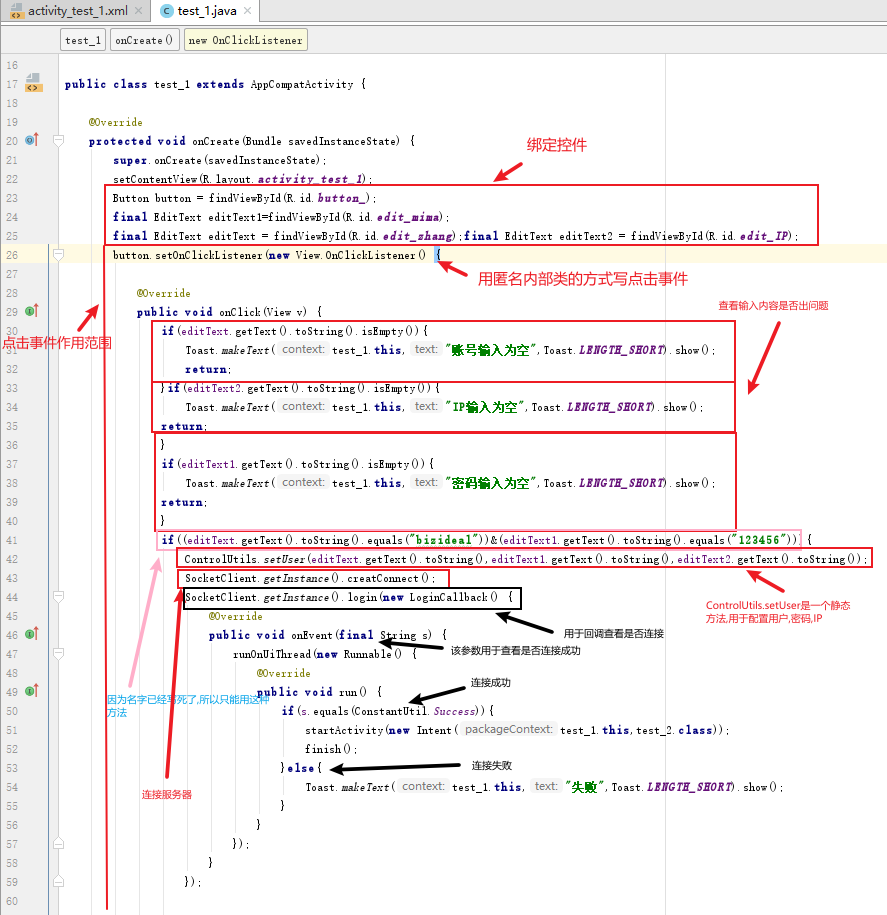 activity_test_1.xml
test_1.java
test_1
onCreate()
new OnClickListener
16
17 public class test_1 extends AppCompatActivity {
18
19 @Override
20 protected void onCreate(Bundle savedInstanceState) {
21 super.onCreate(savedInstanceState);
22 setContentView(R.layout.activity_test_1);
绑定控件
23 Button button = findViewById(R.id.button_);
24 final EditText editText1=findViewById(R.id.edit_mima);
25 final EditText editText = findViewById(R.id.edit_zhang);final EditText editText2 = findViewById(R.id.edit_IP);
26 button.setOnClickListener(new View.OnClickListener() {
27
用匿名内部类的方式写点击事件
28 @Override
29 public void onClick(View v) {
查看输入内容是否出问题
30 if(editText.getText().toString().isEmpty()){
点击事件作用范围
31 Toast.makeText( context: test_1.this, text: "账号输入为空",Toast.LENGTH_SHORT).show();
32 return;
33 }if(editText2.getText().toString().isEmpty()){
34 Toast.makeText( context: test_1.this, text: "IP输入为空",Toast.LENGTH_SHORT).show();
35 return;
36 }
37 if(editText1.getText().toString().isEmpty()){
38 Toast.makeText( context: test_1.this, text: "密码输入为空",Toast.LENGTH_SHORT).show();
39 return;
40 }
41 if((editText.getText().toString().equals("bizideal"))&(editText1.getText().toString().equals("123456"))) {
42 ControlUtils.setUser(editText.getText().toString(),editText1.getText().toString(),editText2.getText().toString());
43 SocketClient.getInstance().creatConnect();
44 SocketClient.getInstance().login(new LoginCallback() {
ControlUtils.setUser是一个静态
方法,用于配置用户,密码,IP
45 @Override
46 public void onEvent(final String s) {
用于回调查看是否连接
该参数用于查看是否连接成功
47 runOnUiThread(new Runnable() {
48 @Override
连接成功
49 public void run() {
因为名字已经写死了,所以只能用这种
方法
50 if(s.equals(ConstantUtil.Success)){
51 startActivity(new Intent( packageContext: test_1.this,test_2.class));
52 finish();
53 }else{
连接失败
54 Toast.makeText( context: test_1.this, text: "失败",Toast.LENGTH_SHORT).show();
连接服务器
55 }
56 }
57 });
58 }
59 });
60